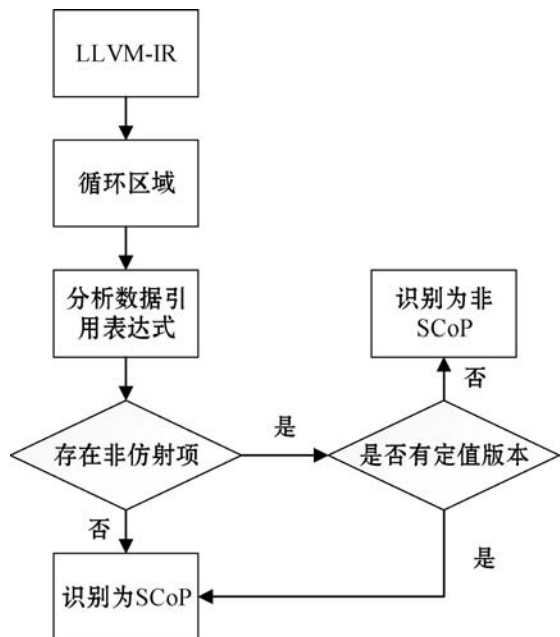 LLVM-IR
循环区域
分析数据引
用表达式
识别为非
SCoP
否
是
存在非仿射项
是否有定值版本
否
是
识别为SCoP